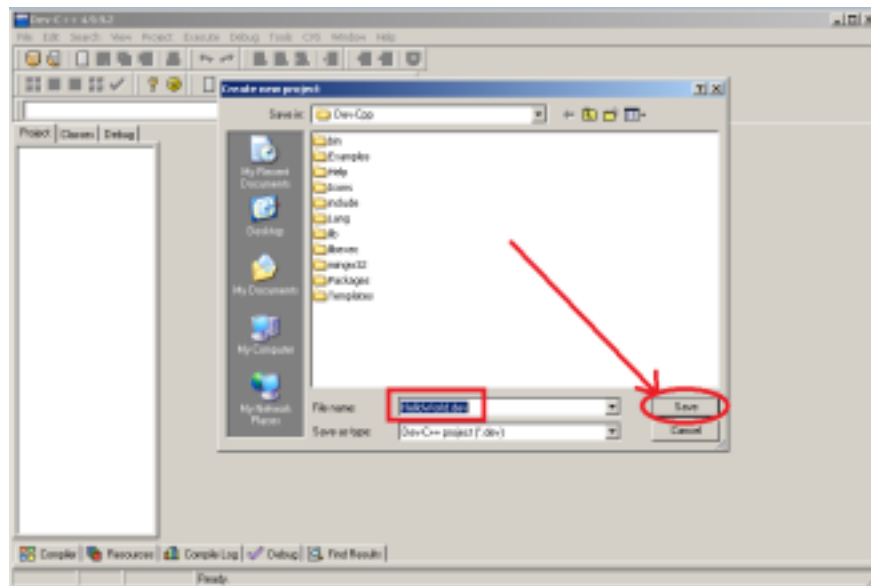 Dev-C++ 4.9.9.2
File Edit Search View Project Execute Debug Tools CVS Window Help
Create new project
Save in: Dev-Cpp
Project Classes Debug
bin
Examples
Help
Icons
include
Lang
lib
libexec
mingw32
Packages
Templates
My Recent
Documents
Desktop
My Documents
My Computer
My Network
Places
File name: HelloWorld.dev Save
Save as type: Dev-C++ project (*.dev) Cancel
Compiler Resources Compile Log Debug Find Results
Ready.